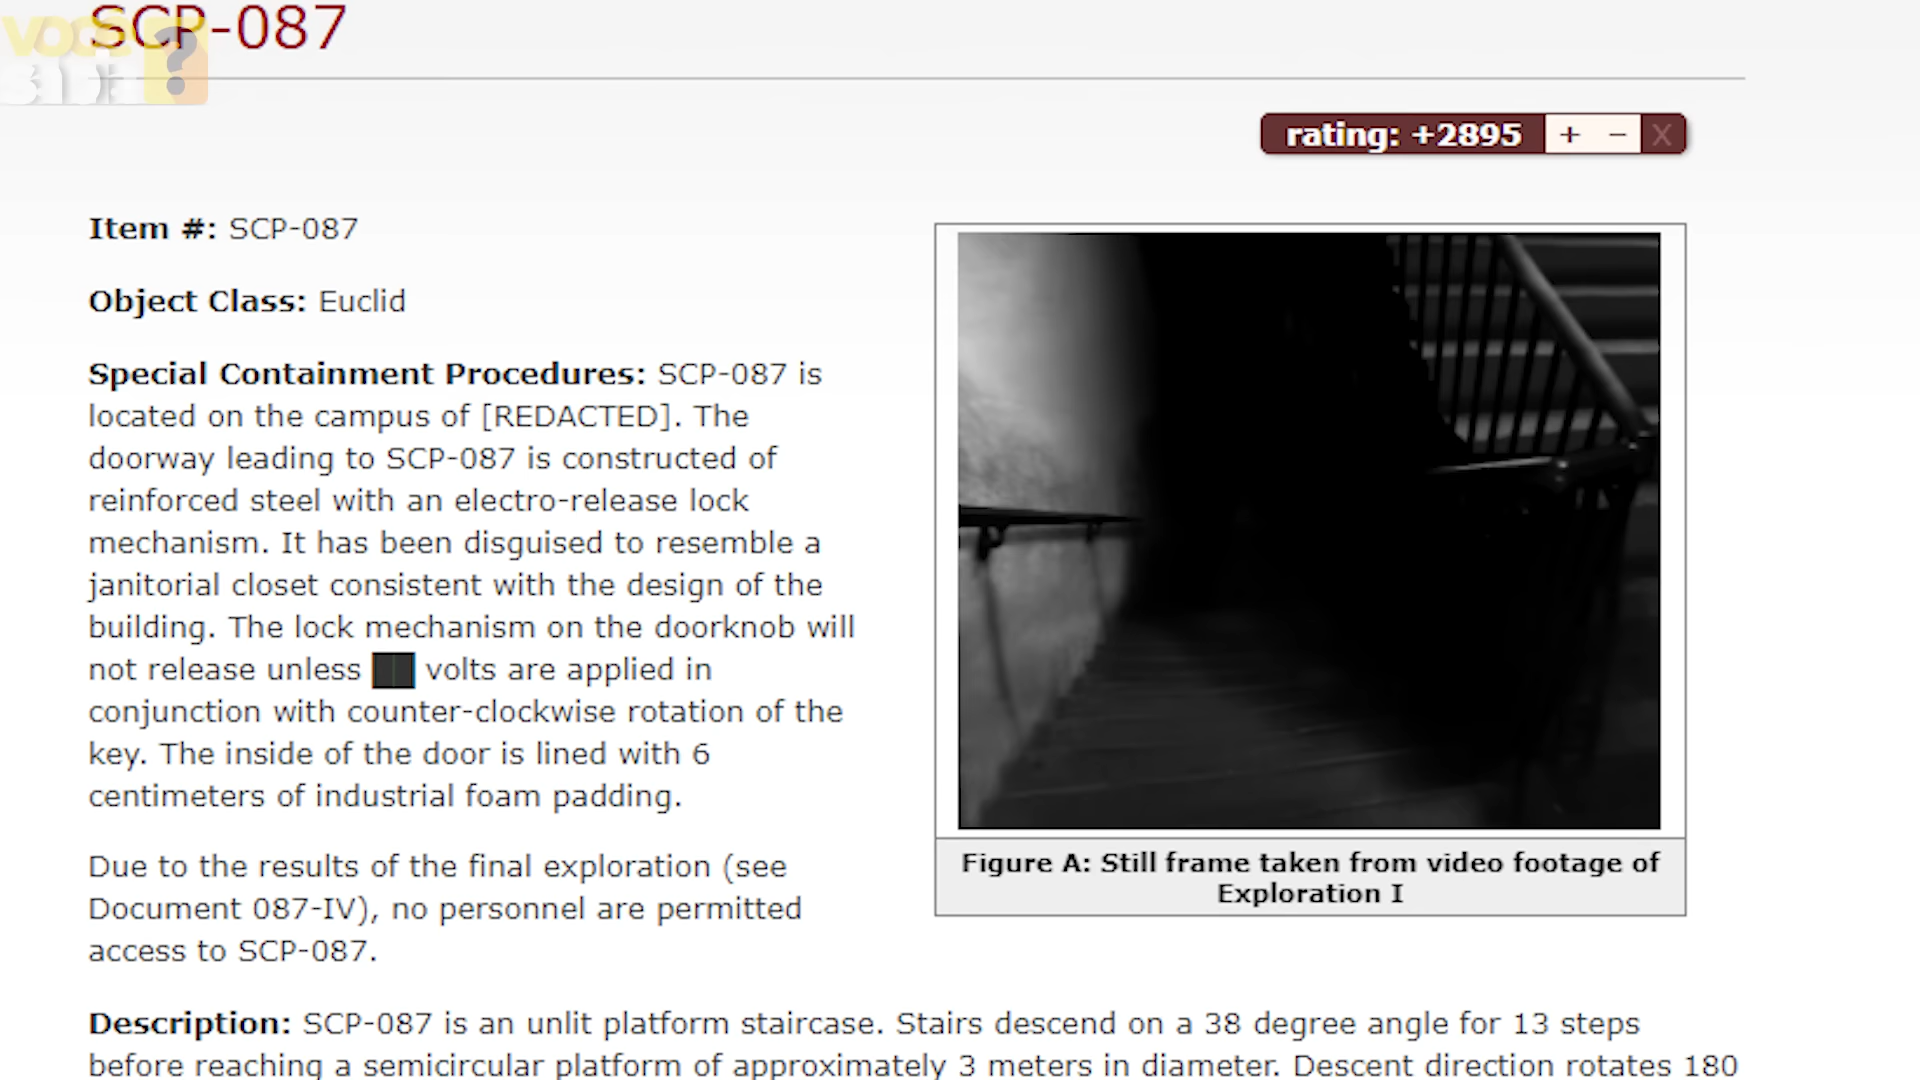 SCP-087
VOCÊ
?
rating: +2895 + − X
Item #: SCP-087
Object Class: Euclid
Special Containment Procedures: SCP-087 is
located on the campus of [REDACTED]. The
doorway leading to SCP-087 is constructed of
reinforced steel with an electro-release lock
mechanism. It has been disguised to resemble a
janitorial closet consistent with the design of the
building. The lock mechanism on the doorknob will
not release unless ██ volts are applied in
conjunction with counter-clockwise rotation of the
key. The inside of the door is lined with 6
centimeters of industrial foam padding.
Figure A: Still frame taken from video footage of
Exploration I
Due to the results of the final exploration (see
Document 087-IV), no personnel are permitted
access to SCP-087.
Description: SCP-087 is an unlit platform staircase. Stairs descend on a 38 degree angle for 13 steps
before reaching a semicircular platform of approximately 3 meters in diameter. Descent direction rotates 180